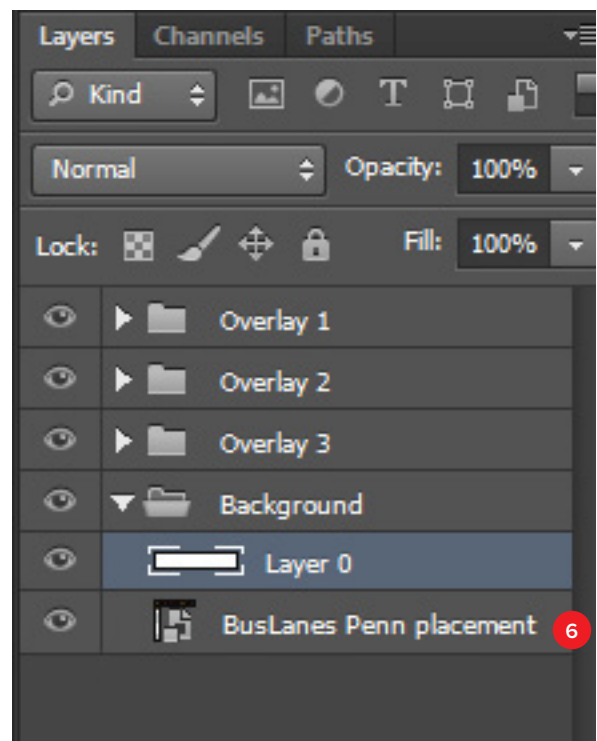 Layers Channels Paths
Kind T
Normal Opacity: 100%
Lock: Fill: 100%
Overlay 1
Overlay 2
Overlay 3
Background
Layer 0
BusLanes Penn placement 6